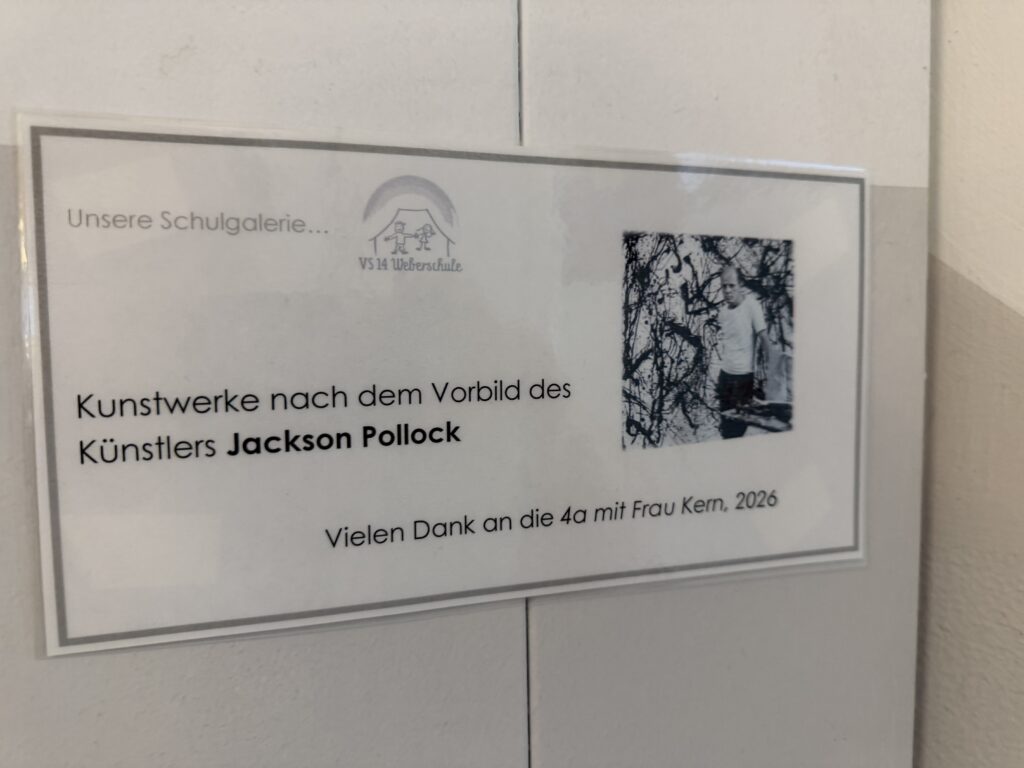 Unsere Schulgalerie...
VS 14 Weberschule
Kunstwerke nach dem Vorbild des
Künstlers Jackson Pollock
Vielen Dank an die 4a mit Frau Kern, 2026